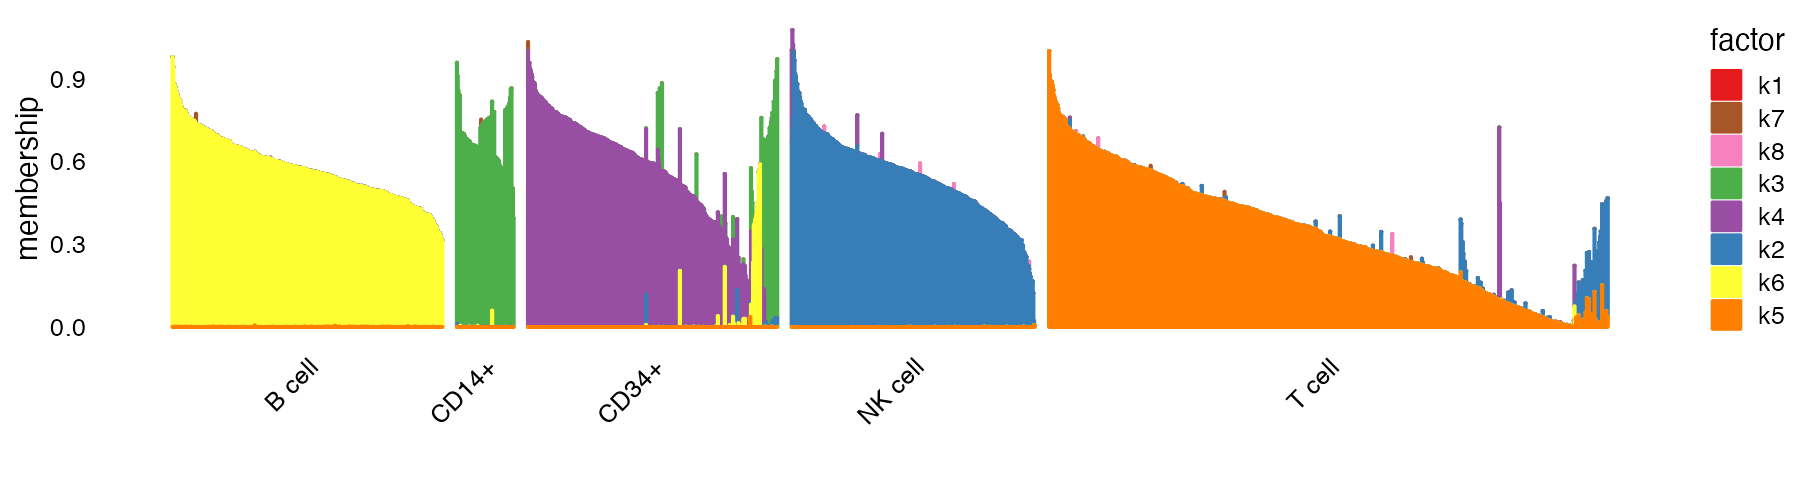 membership
0.9
0.6
0.3
0.0
B cell
CD14+
CD34+
NK cell
T cell
factor
k1
k7
k8
k3
k4
k2
k6
k5